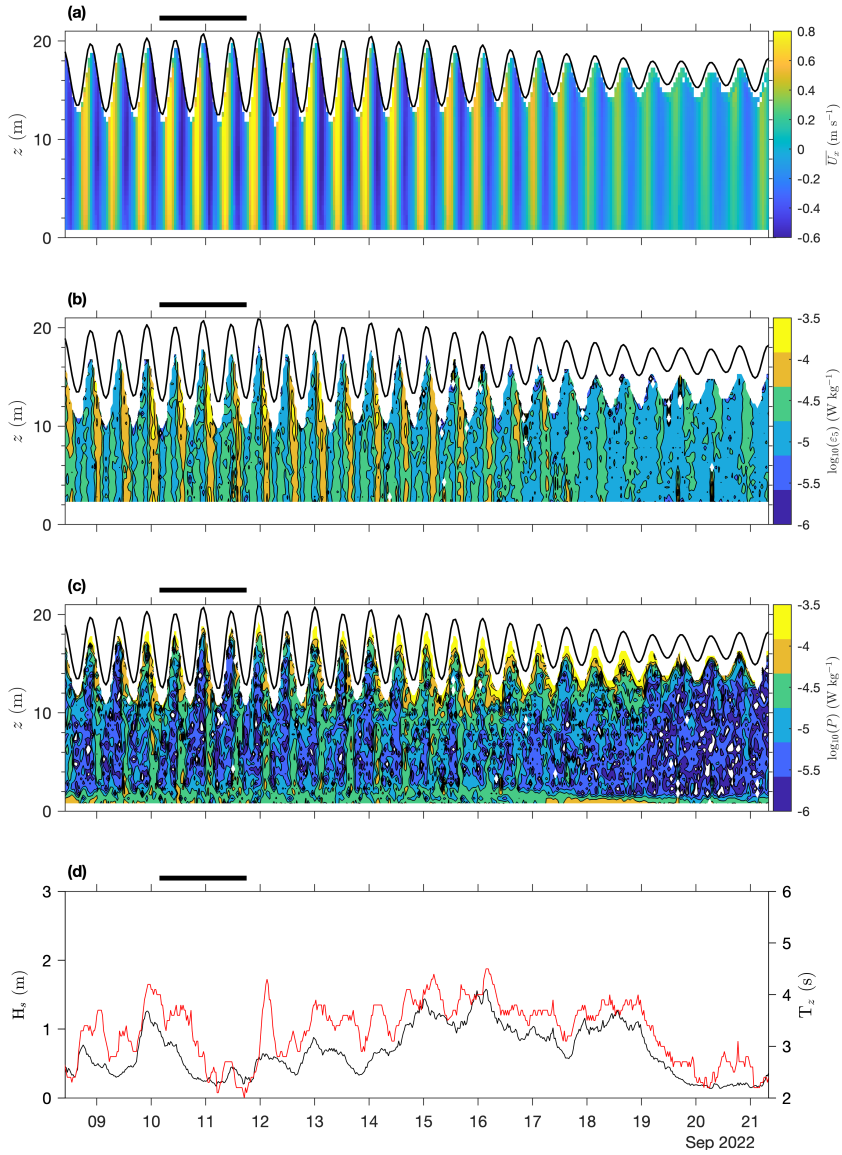 (a)
20
10
0
z (m)
0.8
0.6
0.4
0.2
0
-0.2
-0.4
-0.6
U̅ₓ (m s⁻¹)
(b)
20
10
0
z (m)
-3.5
-4
-4.5
-5
-5.5
-6
log₁₀(ε₅) (W kg⁻¹)
(c)
20
10
0
z (m)
-3.5
-4
-4.5
-5
-5.5
-6
log₁₀(P) (W kg⁻¹)
(d)
3
2
1
0
Hₛ (m)
6
5
4
3
2
T_z (s)
09 10 11 12 13 14 15 16 17 18 19 20 21
Sep 2022